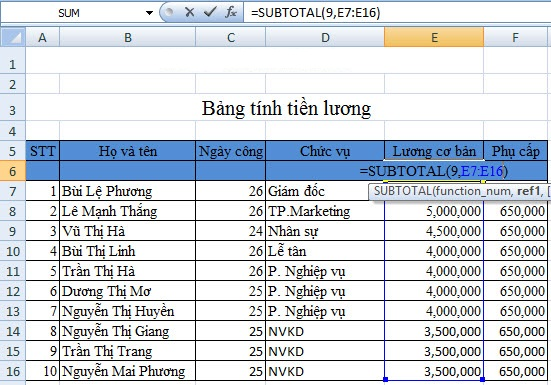 SUM =SUBTOTAL(9,E7:E16)
A B C D E F
1
2
3 Bảng tính tiền lương
4
5 STT Họ và tên Ngày công Chức vụ Lương cơ bản Phụ cấp
6 =SUBTOTAL(9,E7:E16)
7 1 Bùi Lệ Phương 26 Giám đốc SUBTOTAL(function_num, ref1, [
8 2 Lê Mạnh Thắng 26 TP.Marketing 5,000,000 650,000
9 3 Vũ Thị Hà 24 Nhân sự 4,500,000 650,000
10 4 Bùi Thị Linh 26 Lễ tân 4,000,000 650,000
11 5 Trần Thị Hà 26 P. Nghiệp vụ 4,000,000 650,000
12 6 Dương Thị Mơ 25 P. Nghiệp vụ 4,000,000 650,000
13 7 Nguyễn Thị Huyền 25 P. Nghiệp vụ 4,000,000 650,000
14 8 Nguyễn Thị Giang 25 NVKD 3,500,000 650,000
15 9 Trần Thị Trang 25 NVKD 3,500,000 650,000
16 10 Nguyễn Mai Phương 25 NVKD 3,500,000 650,000